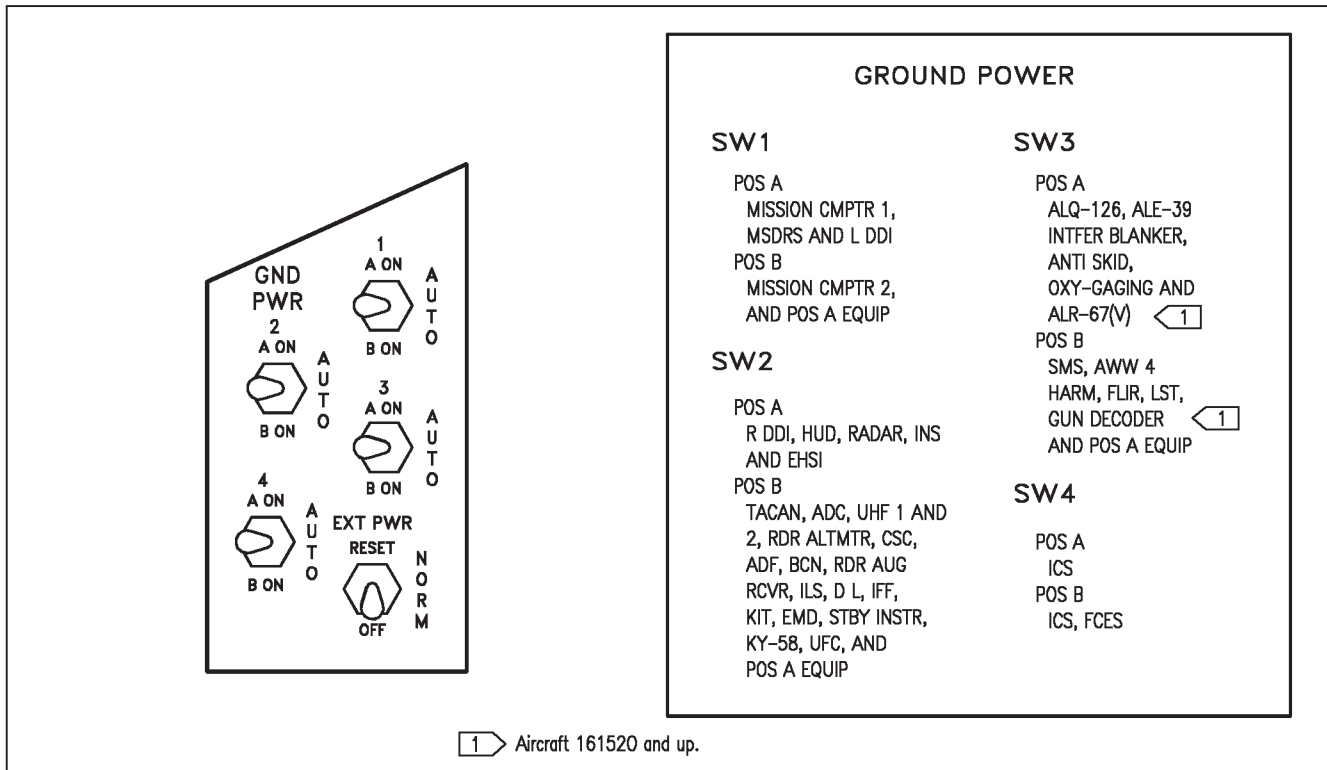 GND
PWR
1
A ON
AUTO
B ON
2
A ON
AUTO
B ON
3
A ON
AUTO
B ON
4
A ON
AUTO
B ON
EXT PWR
RESET
NORM
OFF
GROUND POWER
SW1
POS A
MISSION CMPTR 1,
MSDRS AND L DDI
POS B
MISSION CMPTR 2,
AND POS A EQUIP
SW2
POS A
R DDI, HUD, RADAR, INS
AND EHSI
POS B
TACAN, ADC, UHF 1 AND
2, RDR ALTMTR, CSC,
ADF, BCN, RDR AUG
RCVR, ILS, D L, IFF,
KIT, EMD, STBY INSTR,
KY-58, UFC, AND
POS A EQUIP
SW3
POS A
ALQ-126, ALE-39
INTFER BLANKER,
ANTI SKID,
OXY-GAGING AND
ALR-67(V) 1
POS B
SMS, AWW 4
HARM, FLIR, LST,
GUN DECODER 1
AND POS A EQUIP
SW4
POS A
ICS
POS B
ICS, FCES
1 Aircraft 161520 and up.